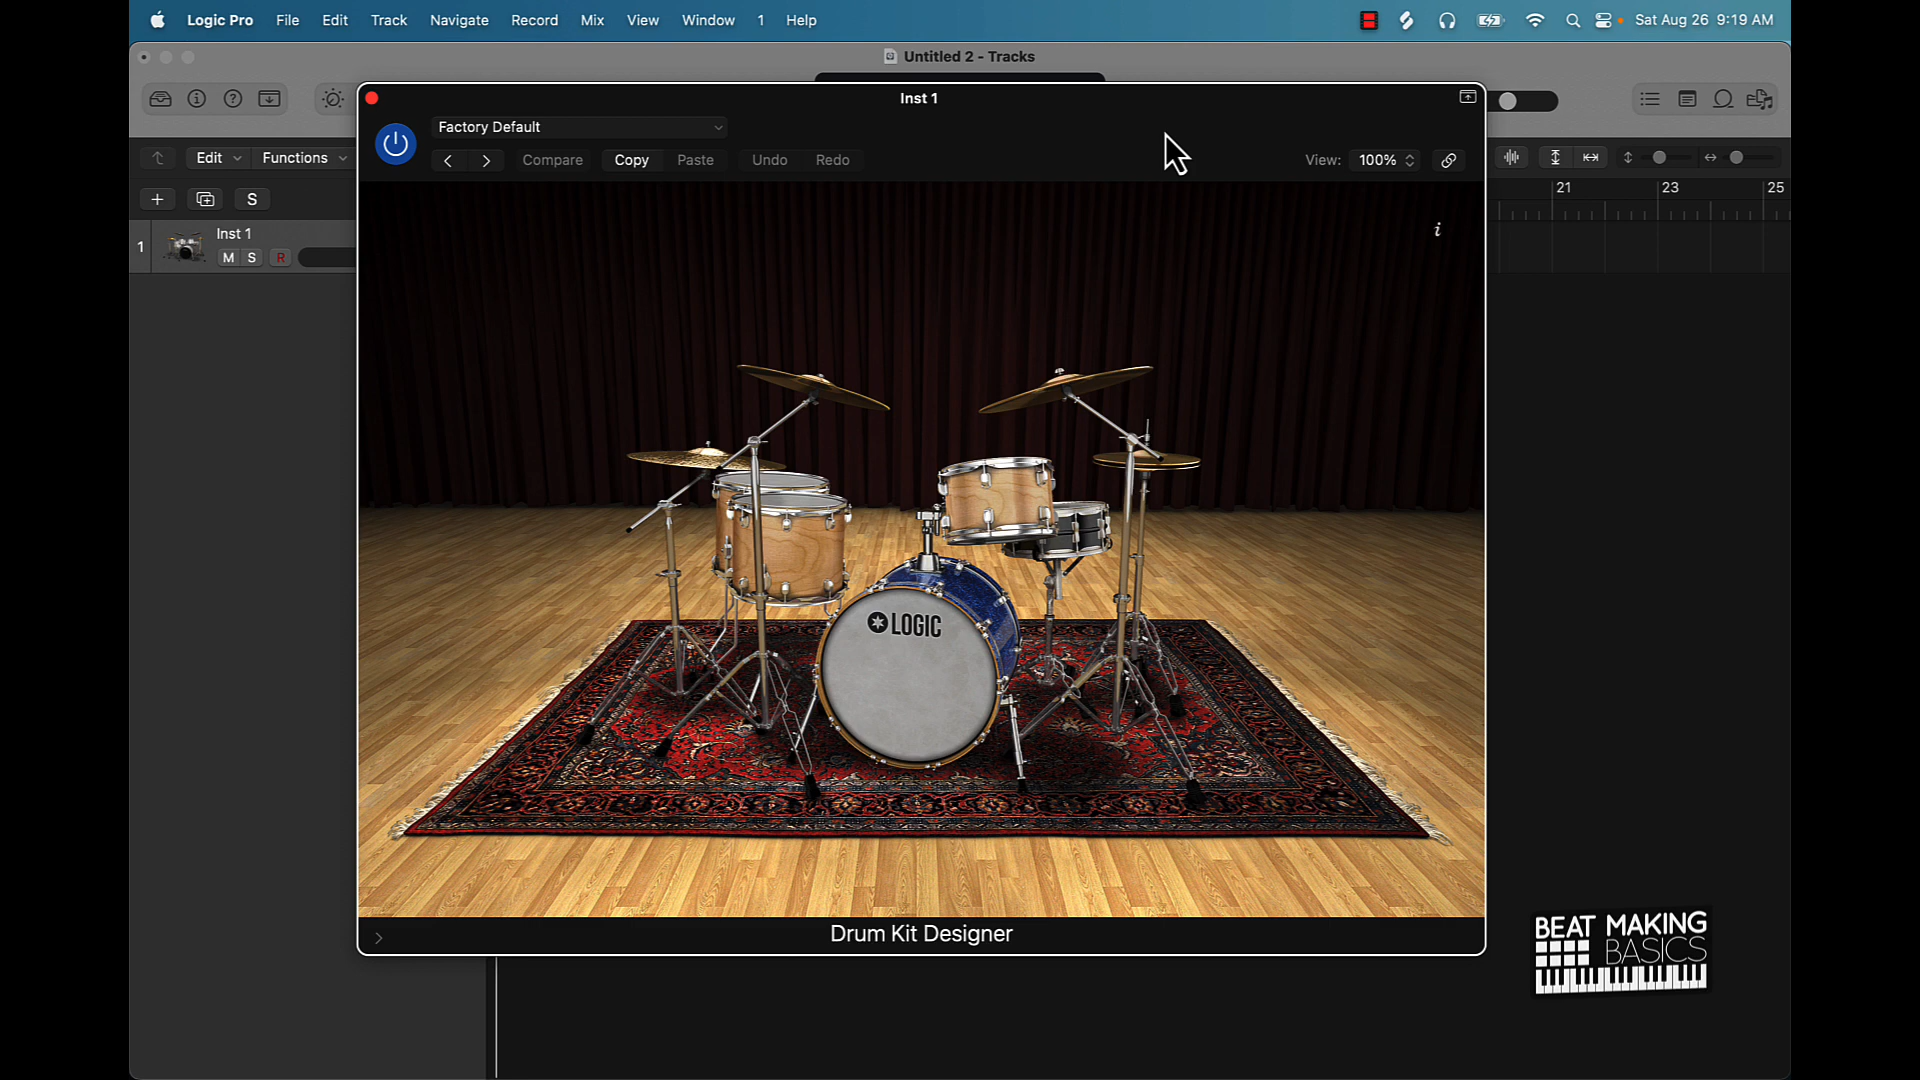 Logic Pro File Edit Track Navigate Record Mix View Window 1 Help Sat Aug 26 9:19 AM
Untitled 2 - Tracks
Inst 1
Factory Default
Compare Copy Paste Undo Redo View: 100%
Edit Functions
21 23 25
S
i
1 Inst 1
M S R
LOGIC
Drum Kit Designer
BEAT MAKING
BASICS